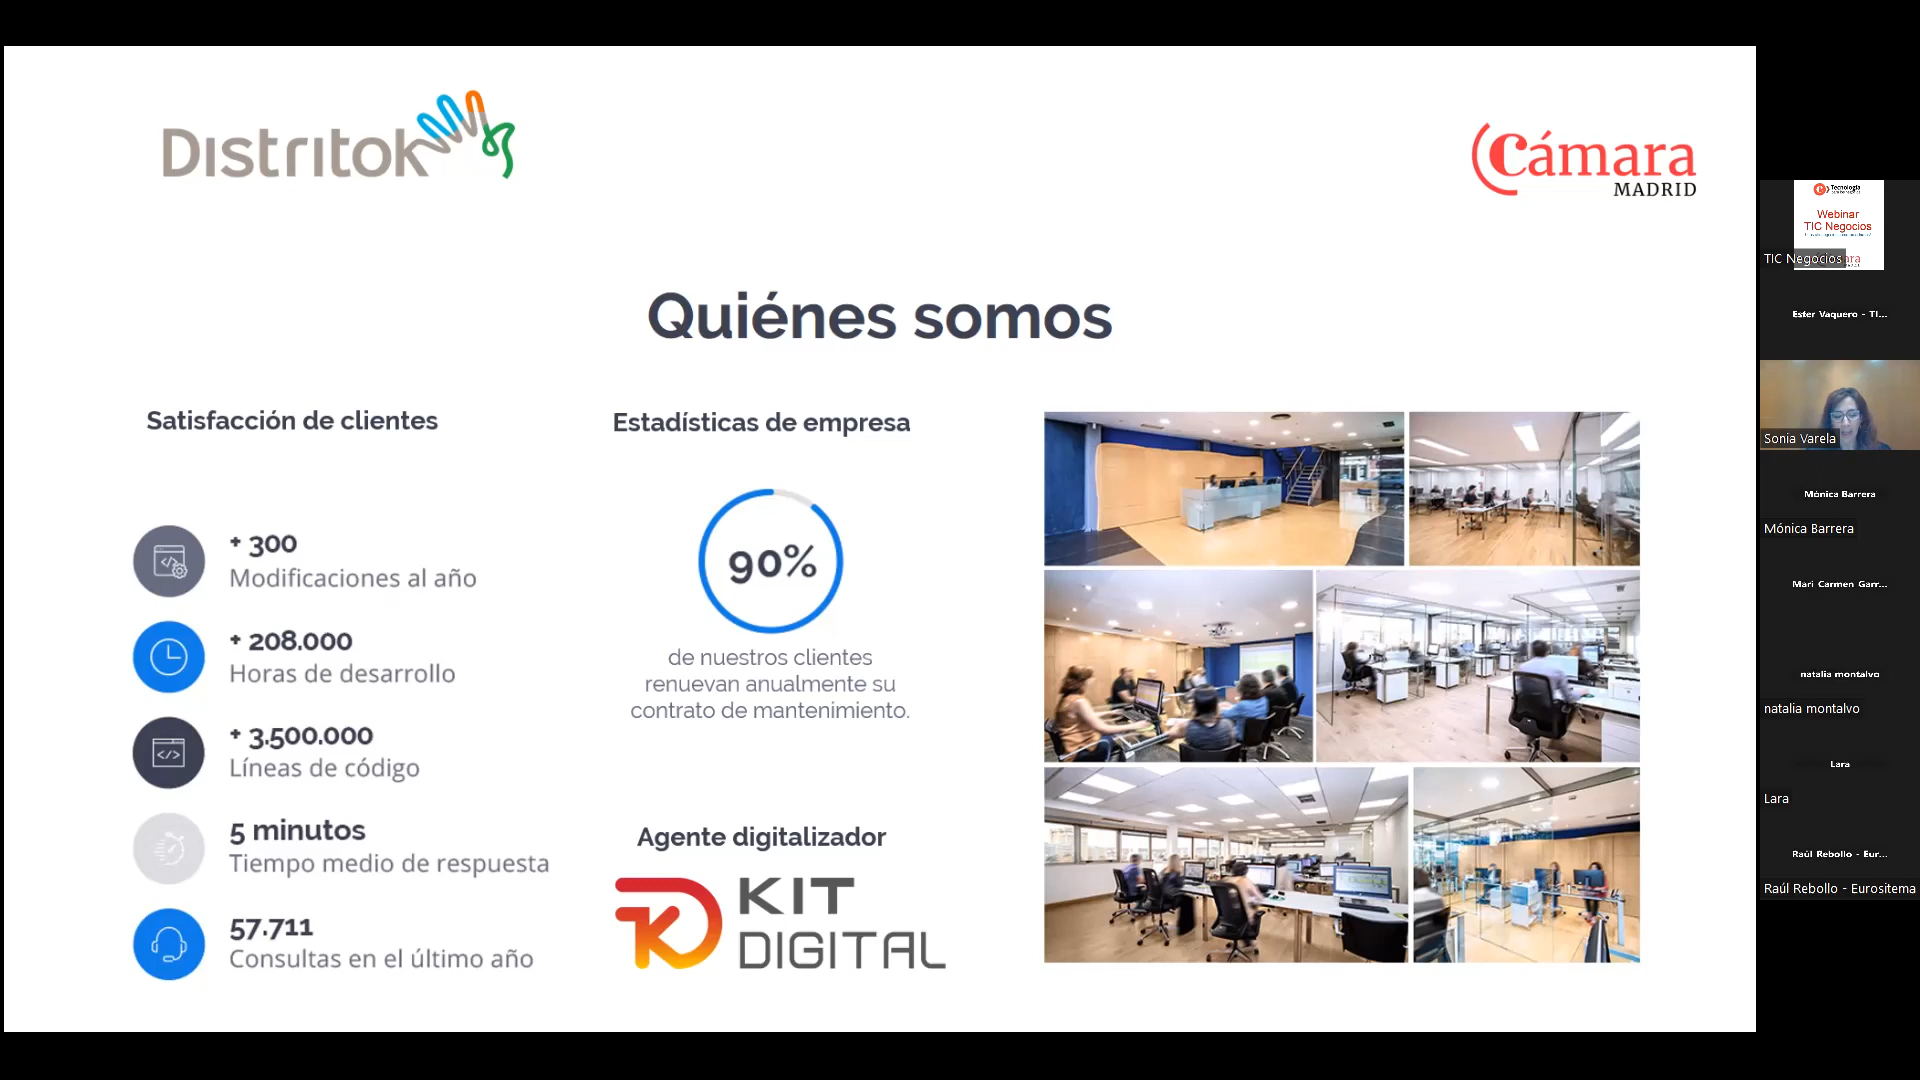 Distritok
Cámara
MADRID
Quiénes somos
Satisfacción de clientes
+ 300
Modificaciones al año
+ 208.000
Horas de desarrollo
+ 3.500.000
Líneas de código
5 minutos
Tiempo medio de respuesta
57.711
Consultas en el último año
Estadísticas de empresa
90%
de nuestros clientes
renuevan anualmente su
contrato de mantenimiento.
Agente digitalizador
KIT
DIGITAL
Tecnología
Webinar
TIC Negocios
TIC Negocios
Ester Vaquero - TI...
Sonia Varela
Mónica Barrera
Mónica Barrera
Mari Carmen Garr...
natalia montalvo
natalia montalvo
Lara
Lara
Raúl Rebollo - Eur...
Raúl Rebollo - Eurositema